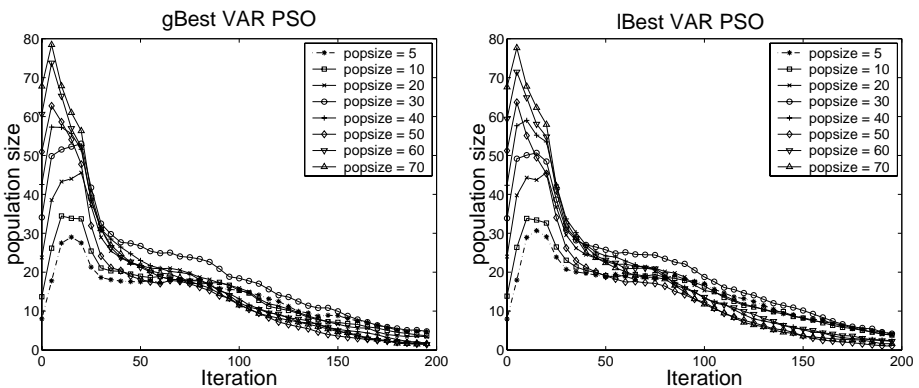 gBest VAR PSO
80
70
60
50
40
30
20
10
0
population size
0
50
100
150
200
Iteration
popsize = 5
popsize = 10
popsize = 20
popsize = 30
popsize = 40
popsize = 50
popsize = 60
popsize = 70
lBest VAR PSO
80
70
60
50
40
30
20
10
0
population size
0
50
100
150
200
Iteration
popsize = 5
popsize = 10
popsize = 20
popsize = 30
popsize = 40
popsize = 50
popsize = 60
popsize = 70